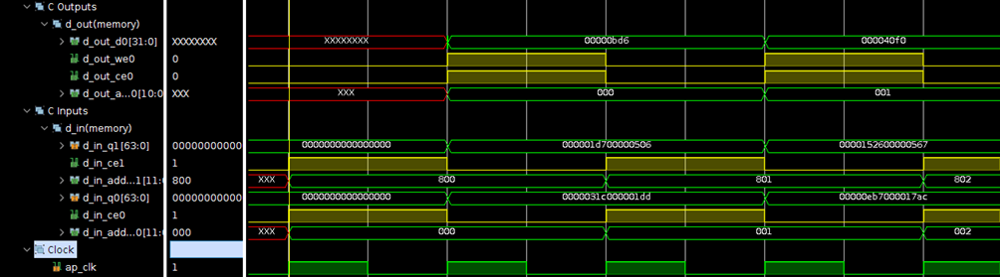 C Outputs
d_out(memory)
d_out_d0[31:0] XXXXXXXX XXXXXXXX 00000bd6 000040f0
d_out_we0 0
d_out_ce0 0
d_out_a...0[10:0 XXX XXX 000 001
C Inputs
d_in(memory)
d_in_q1[63:0] 00000000000 0000000000000000 000001d700000506 0000152600000567
d_in_ce1 1
d_in_add...1[11:0 800 XXX 800 801 802
d_in_q0[63:0] 00000000000 0000000000000000 0000031c000001dd 00000eb7000017ac
d_in_ce0 1
d_in_add...0[11:0 000 XXX 000 001 002
Clock
ap_clk 1